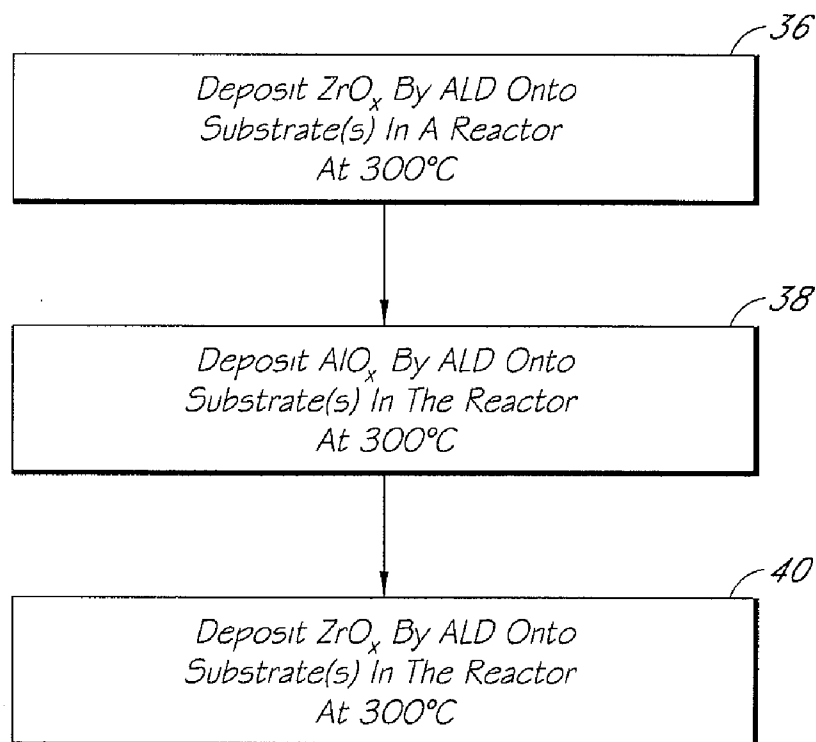 36
Deposit ZrOₓ By ALD Onto
Substrate(s) In A Reactor
At 300°C
38
Deposit AlOₓ By ALD Onto
Substrate(s) In The Reactor
At 300°C
40
Deposit ZrOₓ By ALD Onto
Substrate(s) In The Reactor
At 300°C